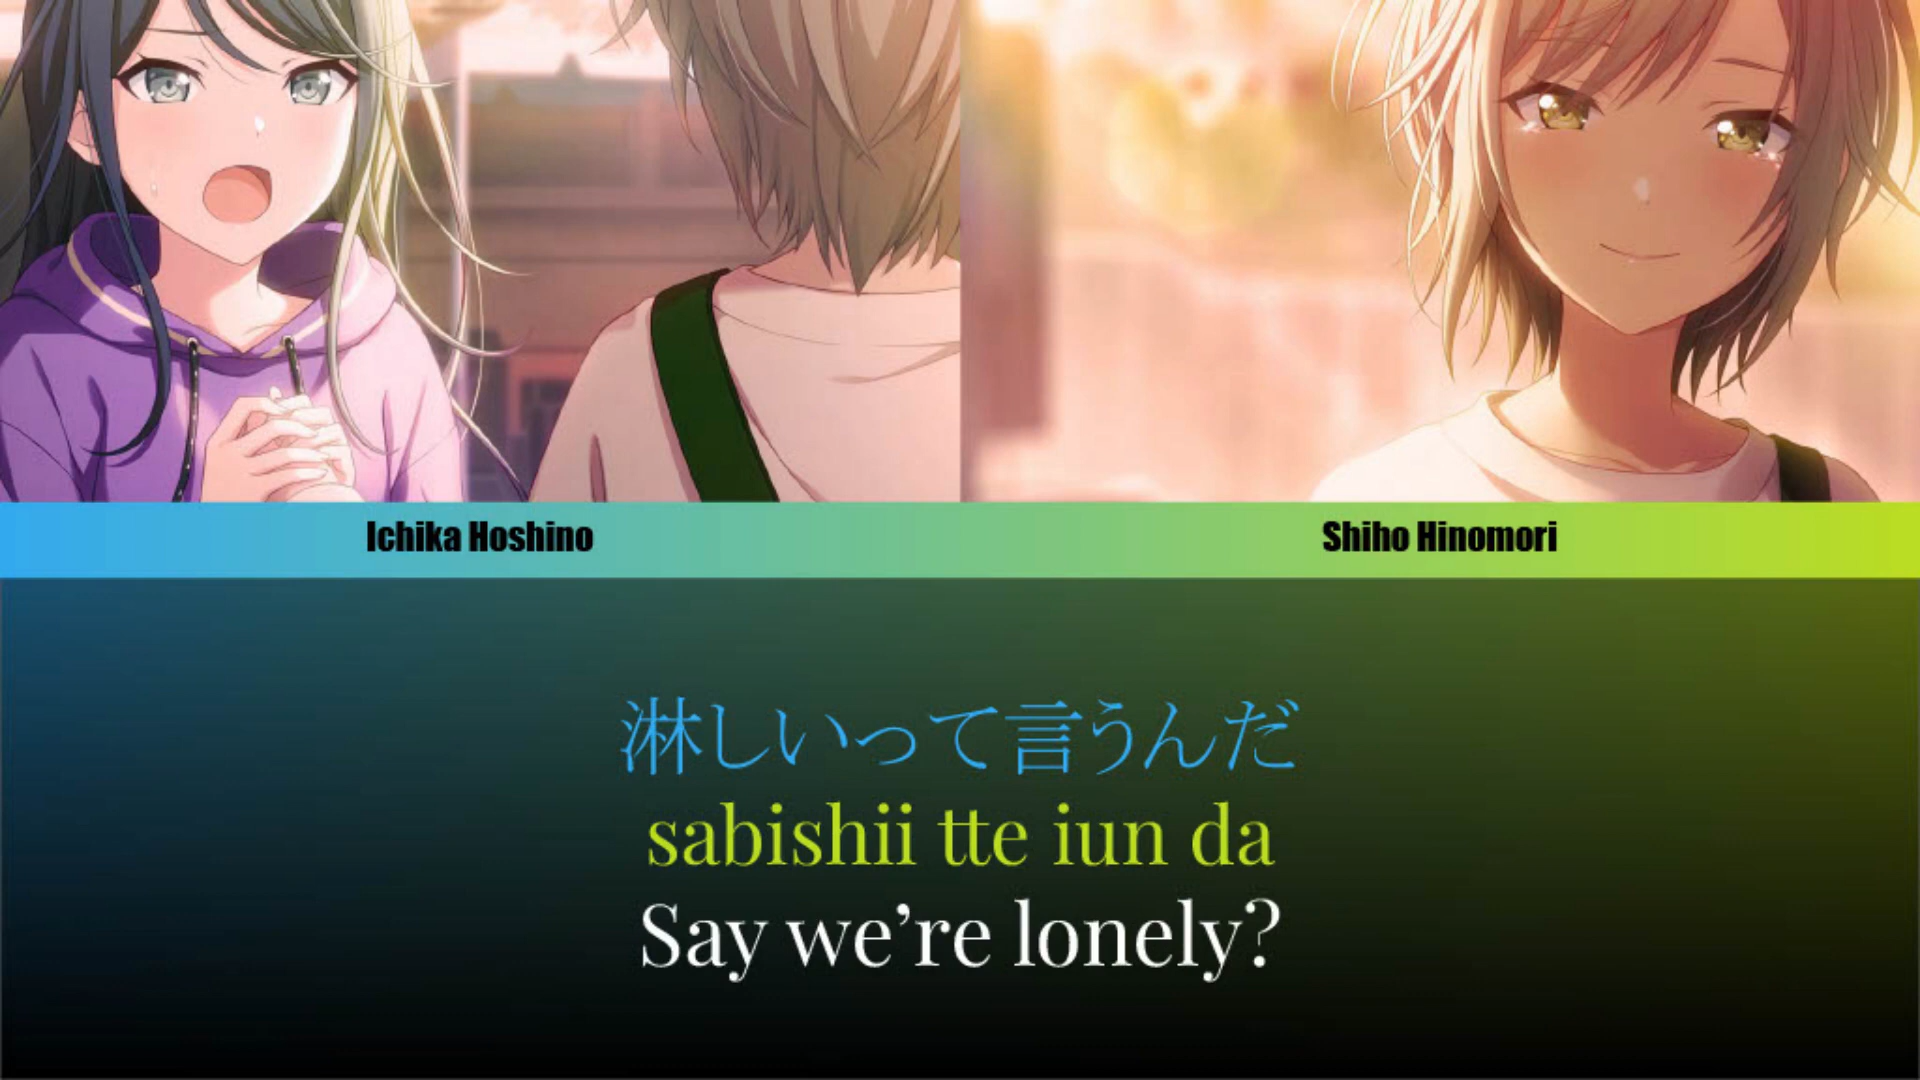 Ichika Hoshino
Shiho Hinomori
淋しいって言うんだ
sabishii tte iun da
Say we’re lonely?